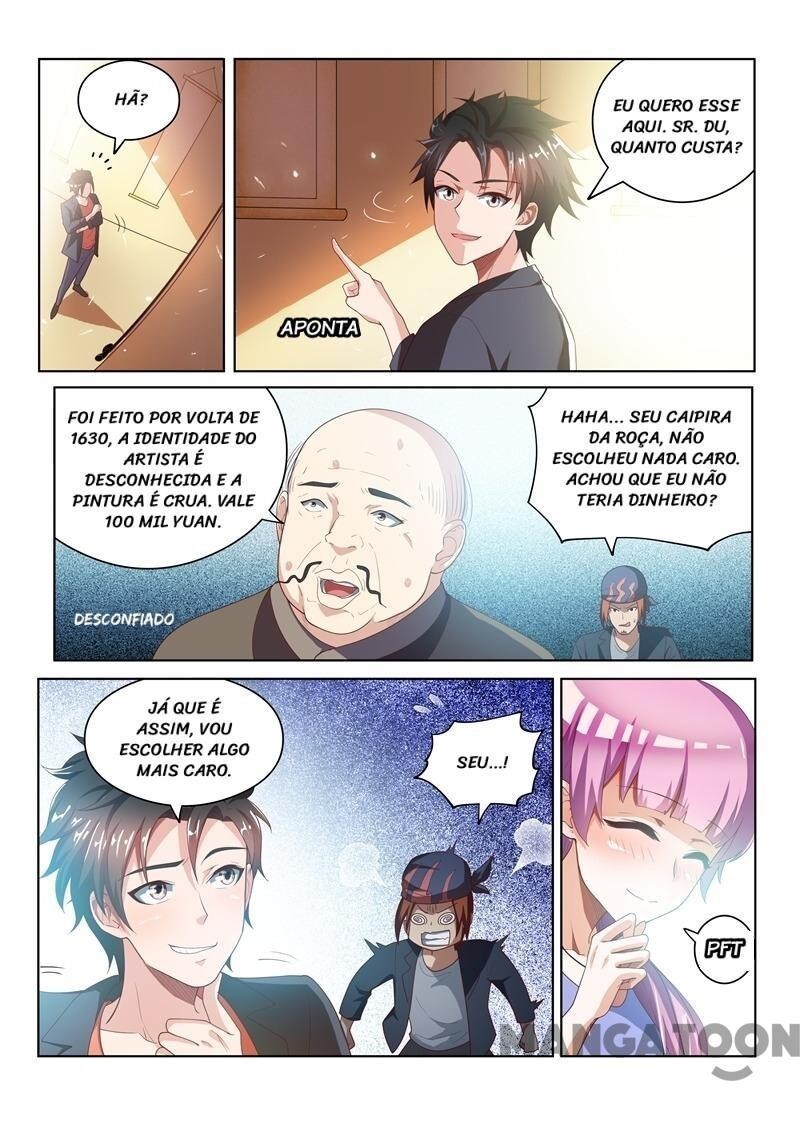 HÃ?
EU QUERO ESSE
AQUI. SR. DU,
QUANTO CUSTA?
APONTA
FOI FEITO POR VOLTA DE
1630, A IDENTIDADE DO
ARTISTA É
DESCONHECIDA E A
PINTURA É CRUA. VALE
100 MIL YUAN.
HAHA... SEU CAIPIRA
DA ROÇA, NÃO
ESCOLHEU NADA CARO.
ACHOU QUE EU NÃO
TERIA DINHEIRO?
DESCONFIADO
JÁ QUE É
ASSIM, VOU
ESCOLHER ALGO
MAIS CARO.
SEU...!
PFT
MANGATOON